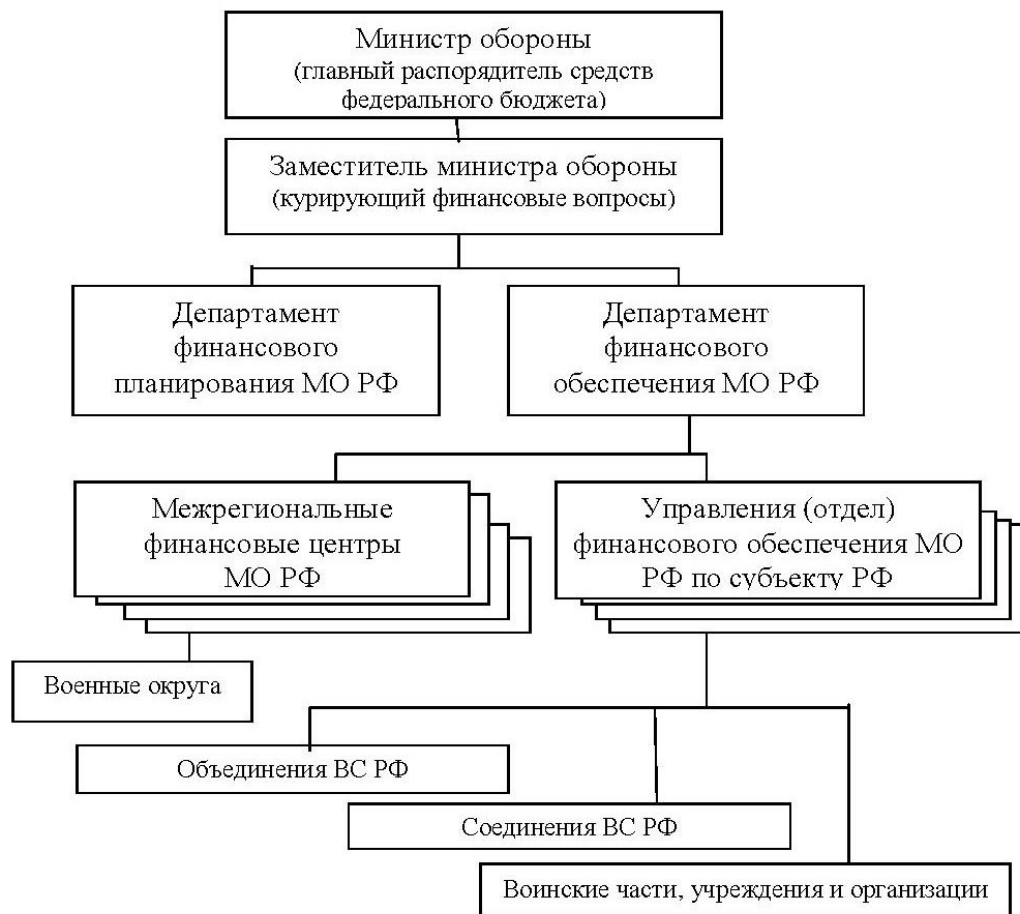 Министр обороны
(главный распорядитель средств
федерального бюджета)
Заместитель министра обороны
(курирующий финансовые вопросы)
Департамент
финансового
планирования МО РФ
Департамент
финансового
обеспечения МО РФ
Межрегиональные
финансовые центры
МО РФ
Управления (отдел)
финансового обеспечения МО
РФ по субъекту РФ
Военные округа
Объединения ВС РФ
Соединения ВС РФ
Воинские части, учреждения и организации